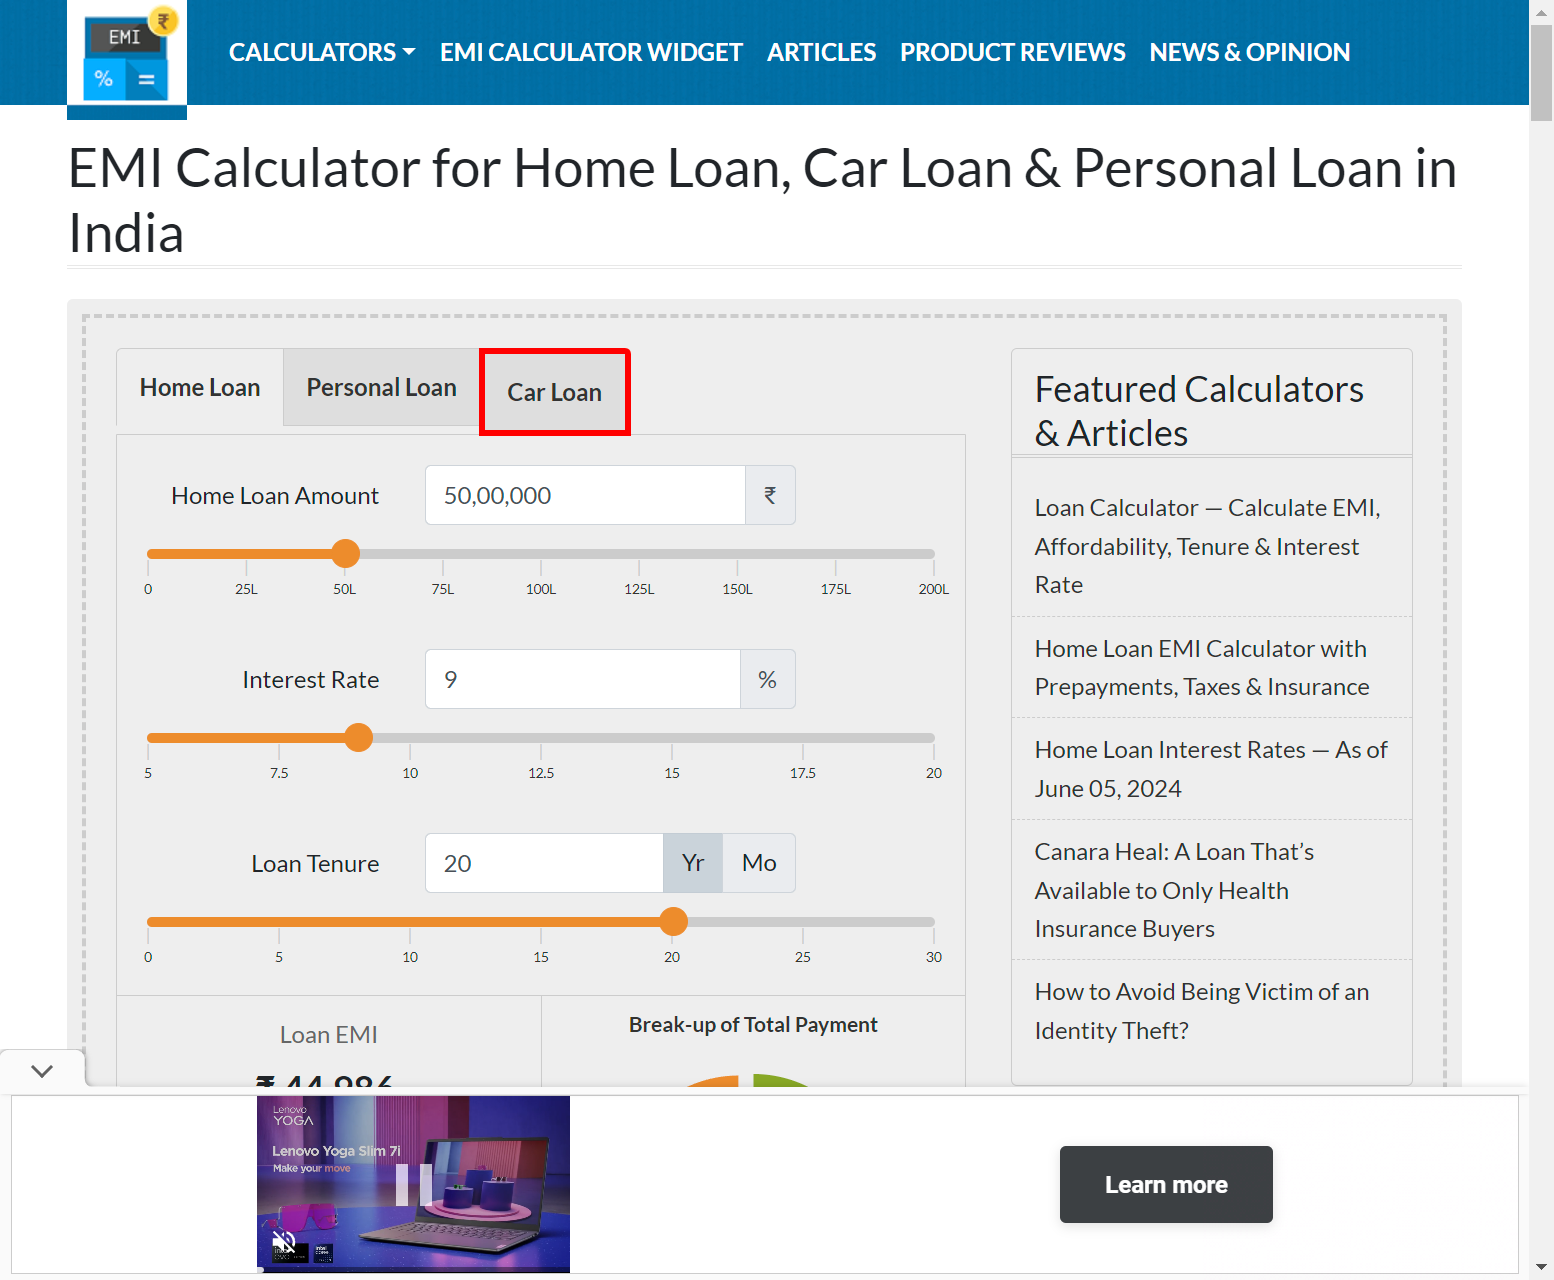 EMI
₹
%
=
CALCULATORS
EMI CALCULATOR WIDGET
ARTICLES
PRODUCT REVIEWS
NEWS & OPINION
EMI Calculator for Home Loan, Car Loan & Personal Loan in
India
Home Loan
Personal Loan
Car Loan
Home Loan Amount
50,00,000
₹
0 25L 50L 75L 100L 125L 150L 175L 200L
Interest Rate
9
%
5 7.5 10 12.5 15 17.5 20
Loan Tenure
20
Yr
Mo
0 5 10 15 20 25 30
Loan EMI
₹ 44,986
Break-up of Total Payment
Featured Calculators
& Articles
Loan Calculator — Calculate EMI,
Affordability, Tenure & Interest
Rate
Home Loan EMI Calculator with
Prepayments, Taxes & Insurance
Home Loan Interest Rates — As of
June 05, 2024
Canara Heal: A Loan That's
Available to Only Health
Insurance Buyers
How to Avoid Being Victim of an
Identity Theft?
Lenovo
YOGA
Lenovo Yoga Slim 7i
Make your move
Learn more